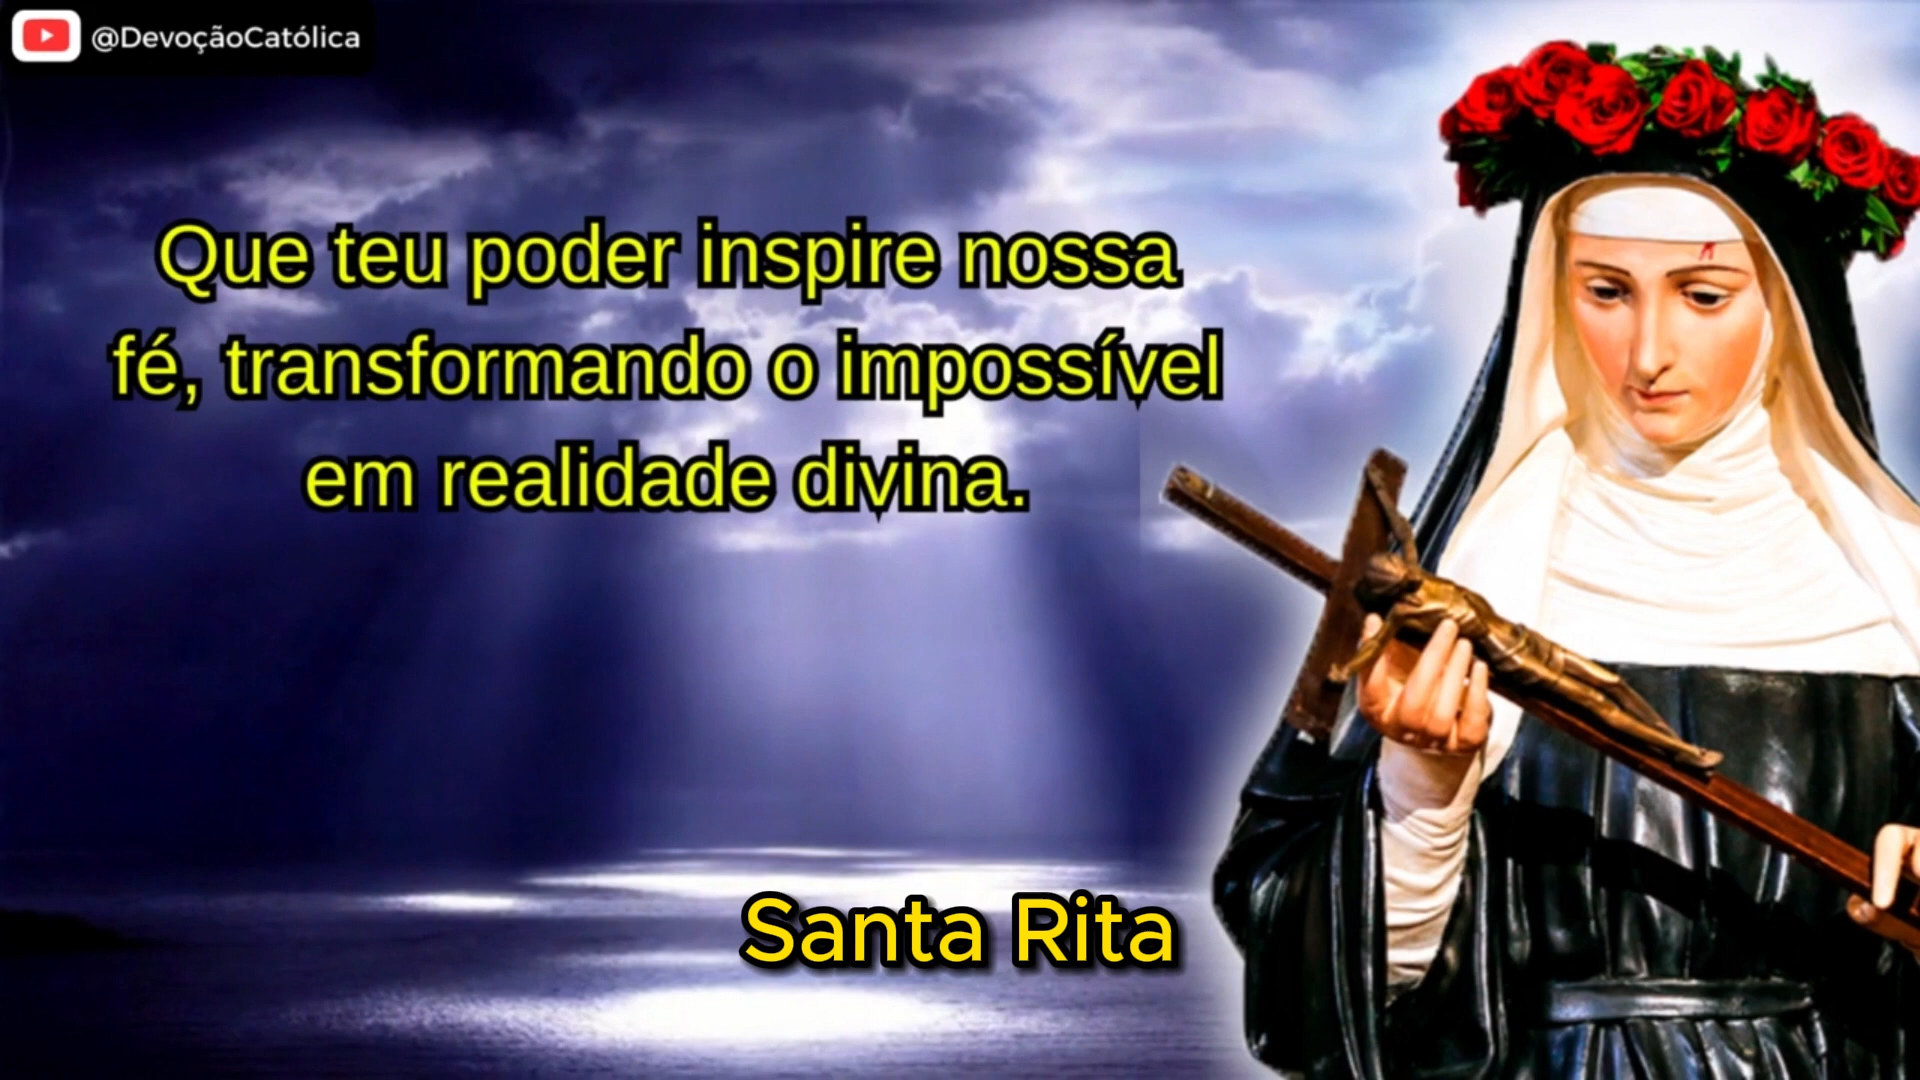 @DevoçãoCatólica
Que teu poder inspire nossa
fé, transformando o impossível
em realidade divina.
Santa Rita